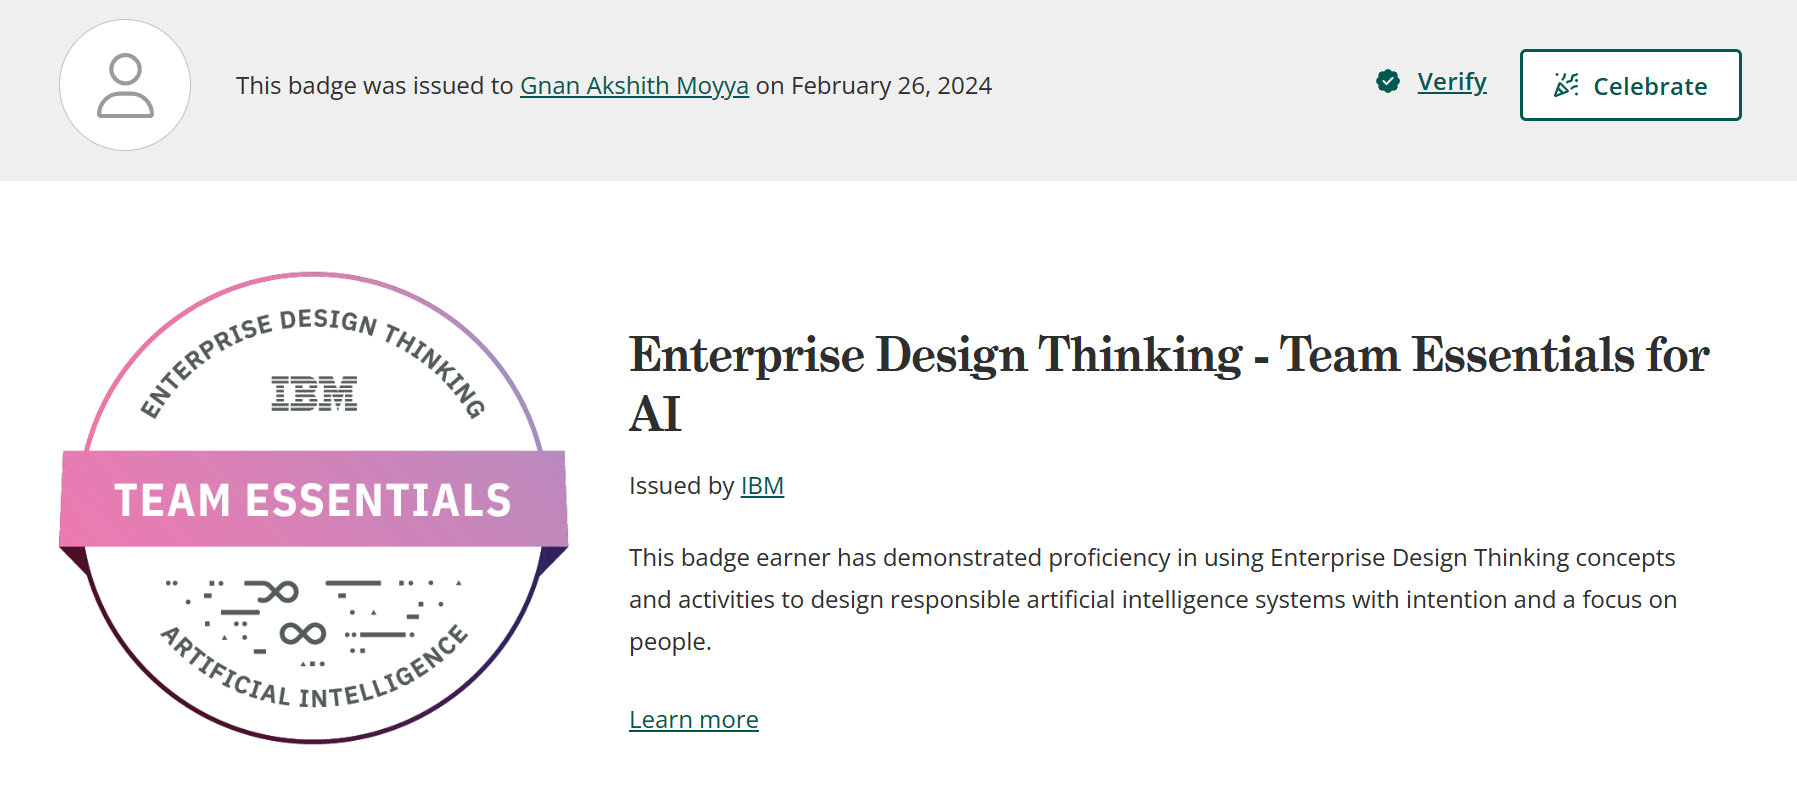 This badge was issued to Gnan Akshith Moyya on February 26, 2024
Verify
Celebrate
ENTERPRISE DESIGN THINKING
IBM
TEAM ESSENTIALS
ARTIFICIAL INTELLIGENCE
Enterprise Design Thinking - Team Essentials for
AI
Issued by IBM
This badge earner has demonstrated proficiency in using Enterprise Design Thinking concepts
and activities to design responsible artificial intelligence systems with intention and a focus on
people.
Learn more